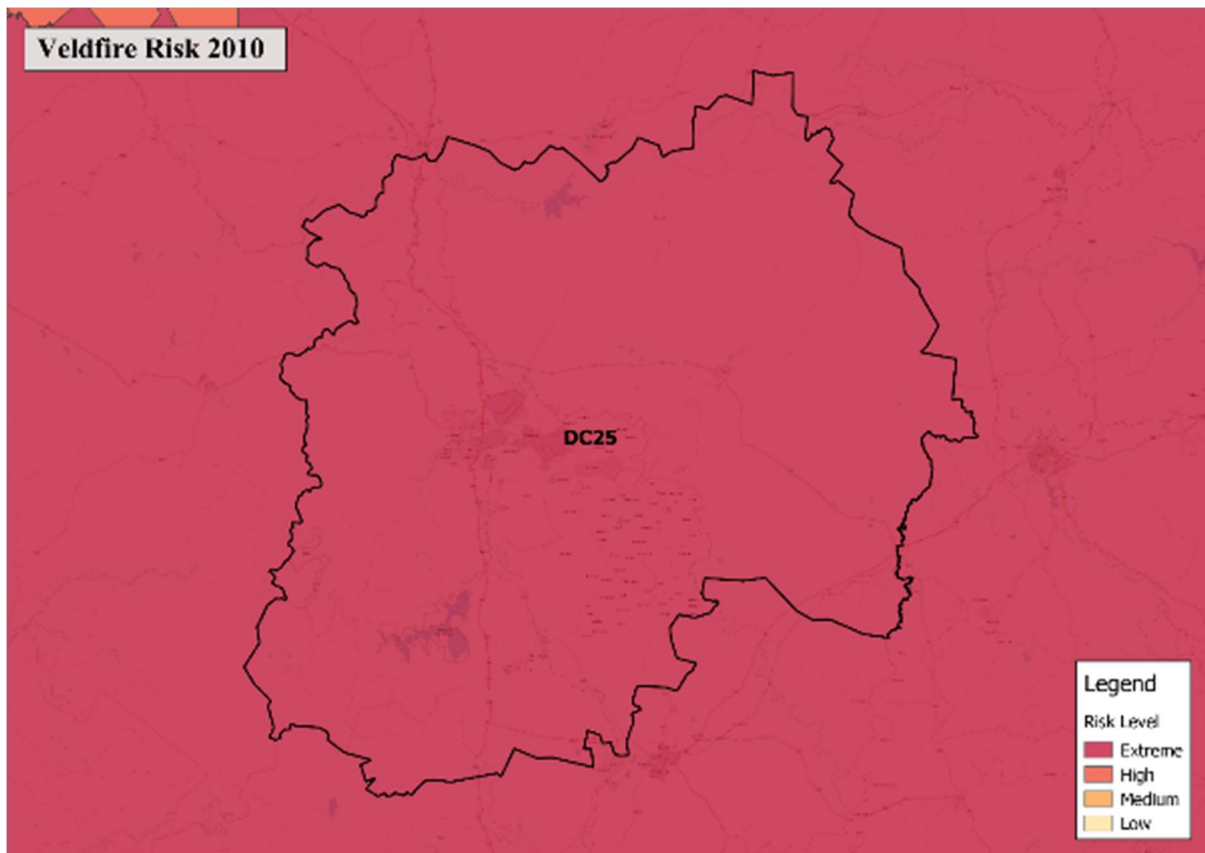 Veldfire Risk 2010
DC25
Legend
Risk Level
Extreme
High
Medium
Low